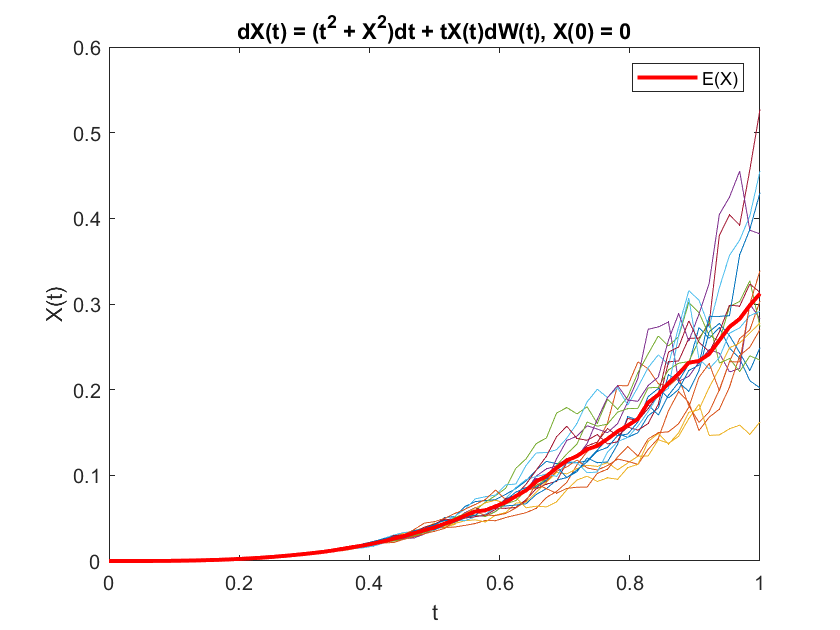 dX(t) = (t² + X²)dt + tX(t)dW(t), X(0) = 0
0.6
E(X)
0.5
0.4
X(t)
0.3
0.2
0.1
0
0 0.2 0.4 0.6 0.8 1
t